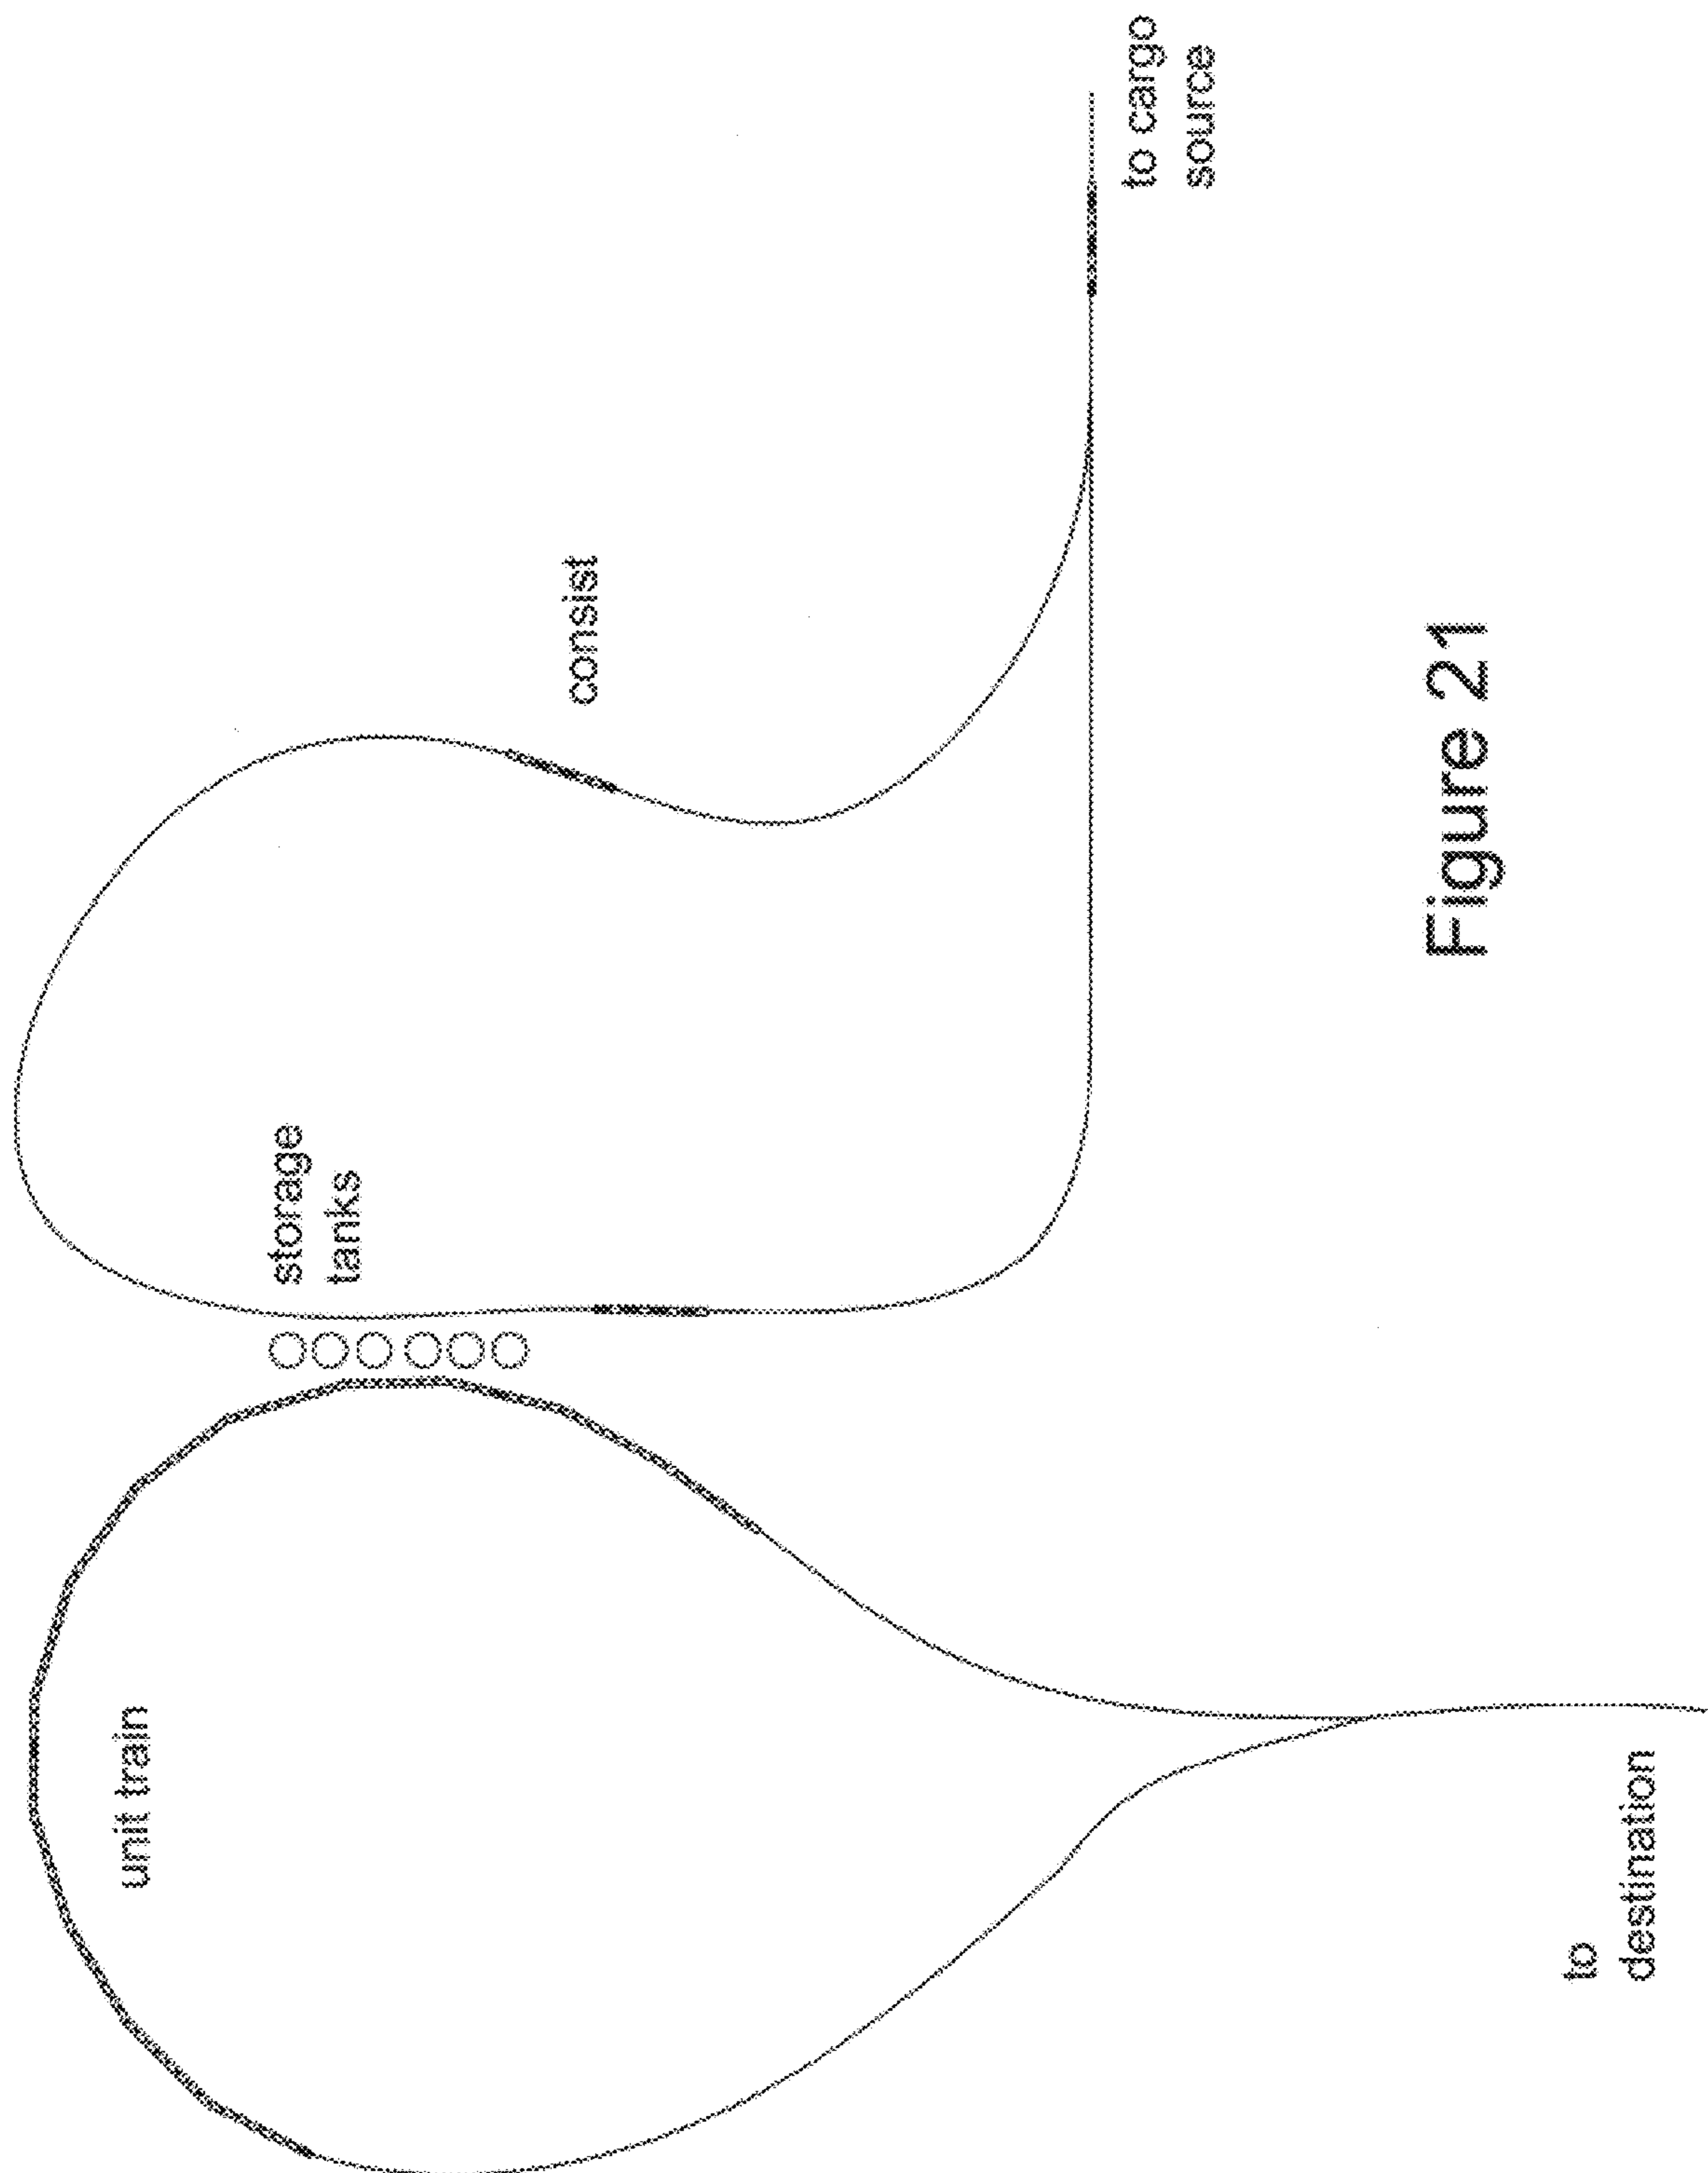 unit train
storage
tanks
consist
to cargo
source
to
destination
Figure 21